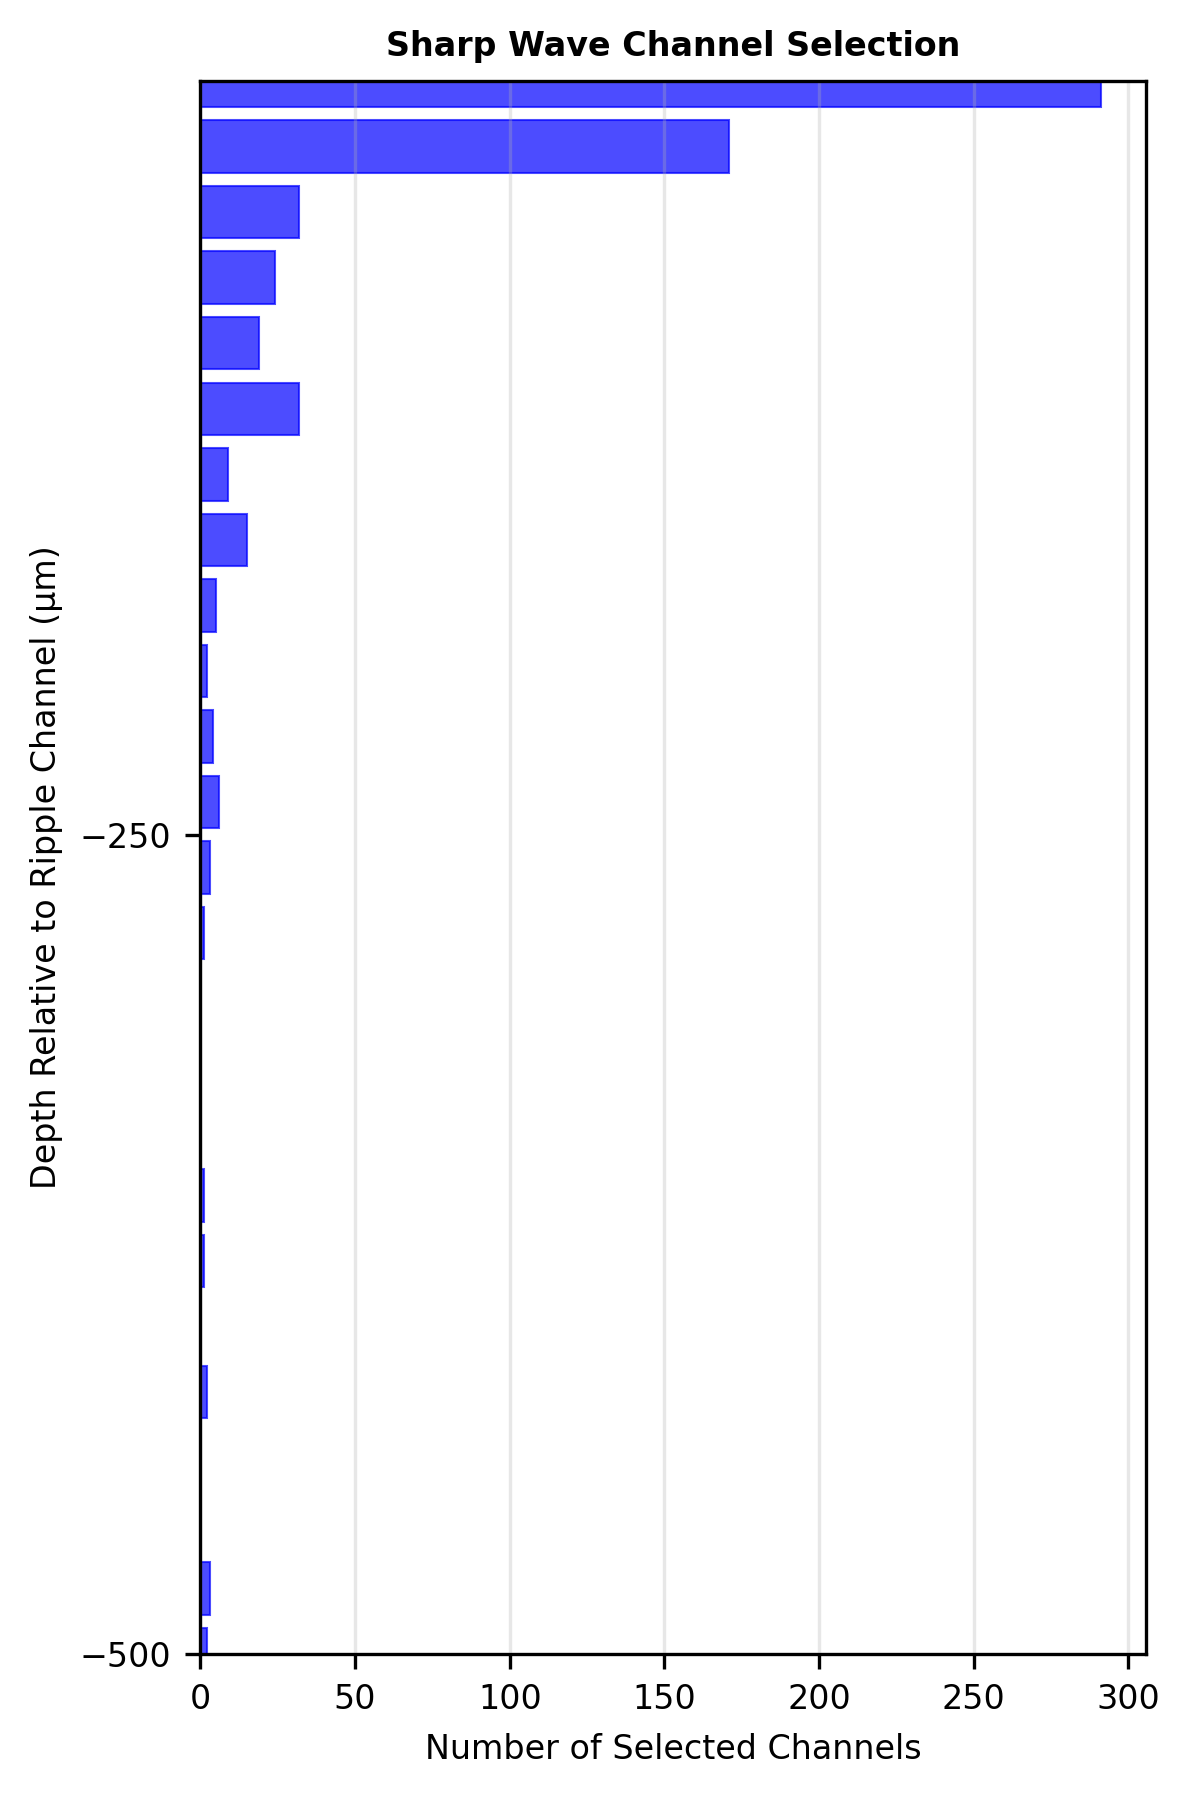 Sharp Wave Channel Selection
Depth Relative to Ripple Channel (µm)
−250
−500
0 50 100 150 200 250 300
Number of Selected Channels